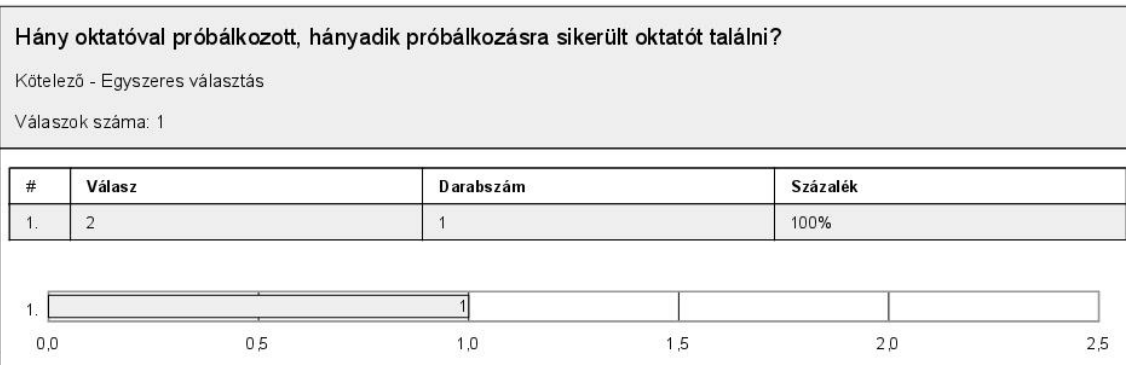 Hány oktatóval próbálkozott, hányadik próbálkozásra sikerült oktatót találni?
Kötelező - Egyszeres választás
Válaszok száma: 1
# Válasz Darabszám Százalék
1. 2 1 100%
1. 1
0,0 0,5 1,0 1,5 2,0 2,5